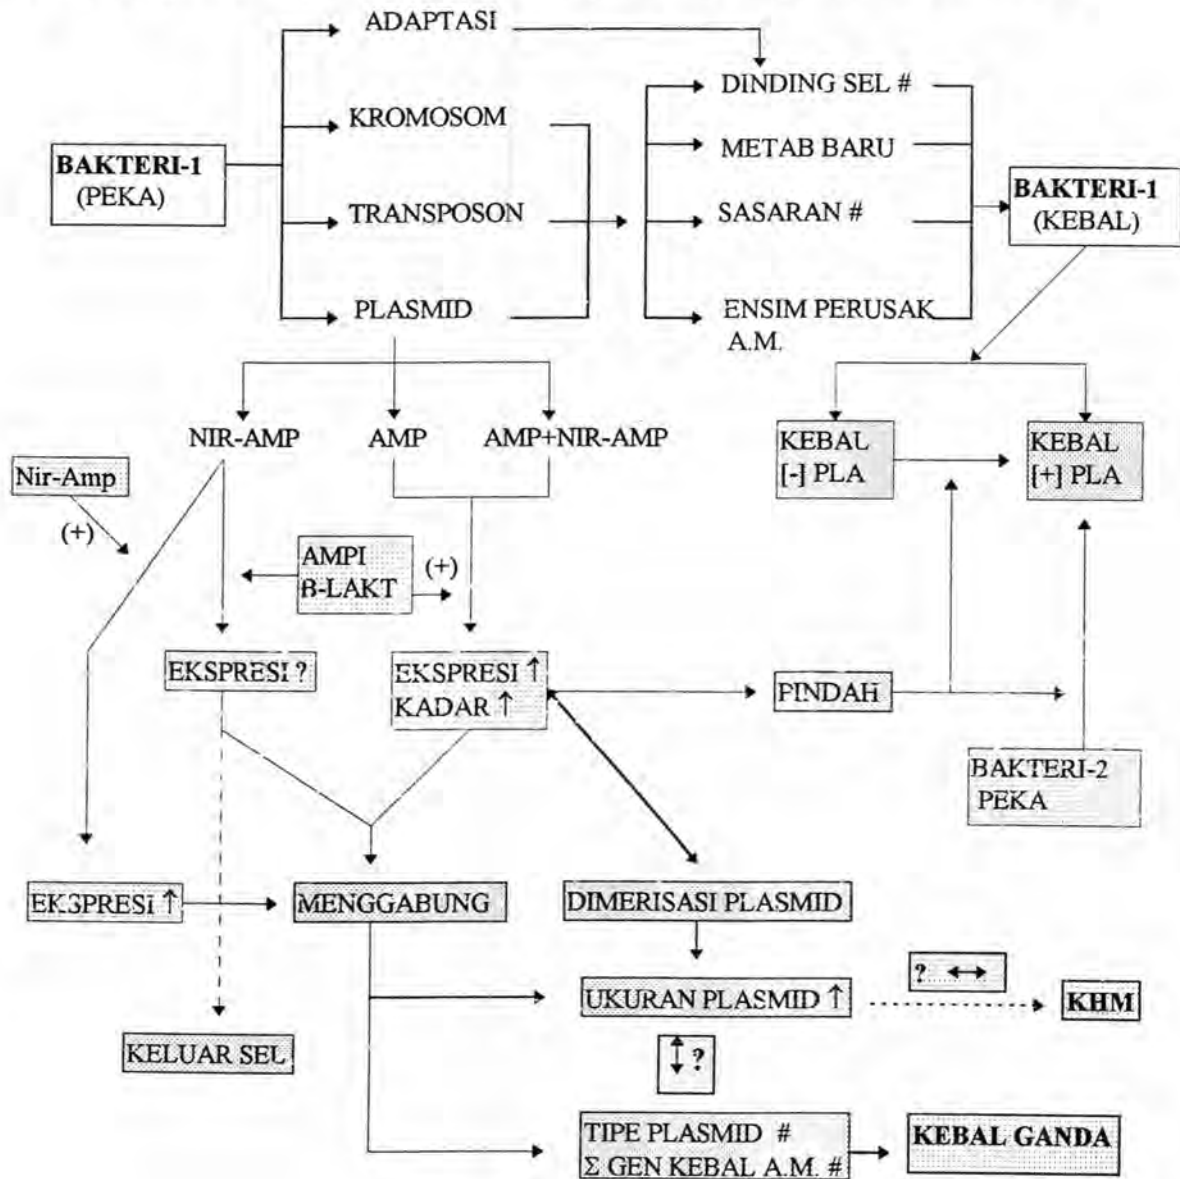 ADAPTASI
DINDING SEL #
KROMOSOM
METAB BARU
BAKTERI-1
(PEKA)
BAKTERI-1
(KEBAL)
TRANSPOSON
SASARAN #
PLASMID
ENSIM PERUSAK
A.M.
NIR-AMP
AMP
AMP+NIR-AMP
KEBAL
[-] PLA
KEBAL
[+] PLA
Nir-Amp
(+)
AMPI
B-LAKT
(+)
EKSPRESI ?
EKSPRESI ↑
KADAR ↑
PINDAH
BAKTERI-2
PEKA
EKSPRESI ↑
MENGGABUNG
DIMERISASI PLASMID
? ↔
UKURAN PLASMID ↑
KHM
KELUAR SEL
↕ ?
TIPE PLASMID #
Σ GEN KEBAL A.M. #
KEBAL GANDA